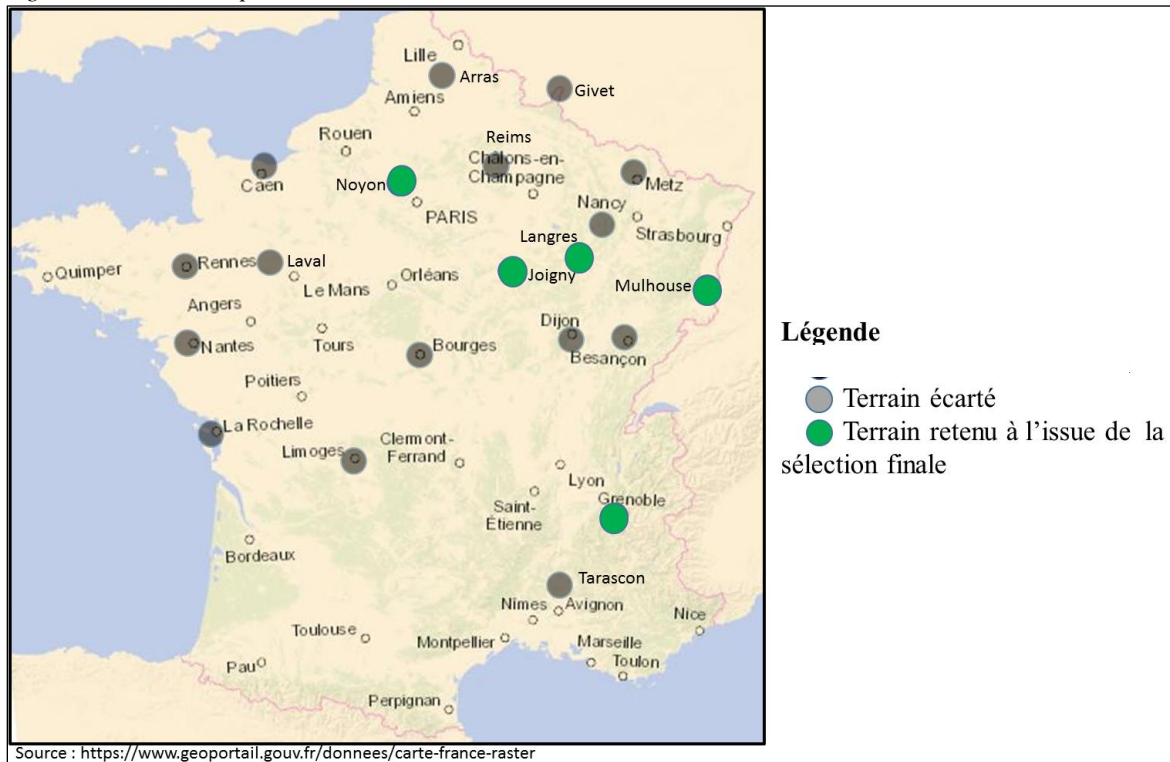 Lille
Arras
Givet
Amiens
Reims
Rouen
Châlons-en-
Champagne
Caen
Noyon
Metz
PARIS
Nancy
Strasbourg
Langres
Quimper
Rennes
Laval
Le Mans
Orléans
Joigny
Mulhouse
Angers
Dijon
Nantes
Tours
Bourges
Besançon
Poitiers
La Rochelle
Limoges
Clermont-
Ferrand
Lyon
Saint-
Étienne
Grenoble
Bordeaux
Tarascon
Nîmes
Avignon
Nice
Toulouse
Montpellier
Marseille
Toulon
Pau
Perpignan
Source : https://www.geoportail.gouv.fr/donnees/carte-france-raster
Légende
Terrain écarté
Terrain retenu à l'issue de la
sélection finale